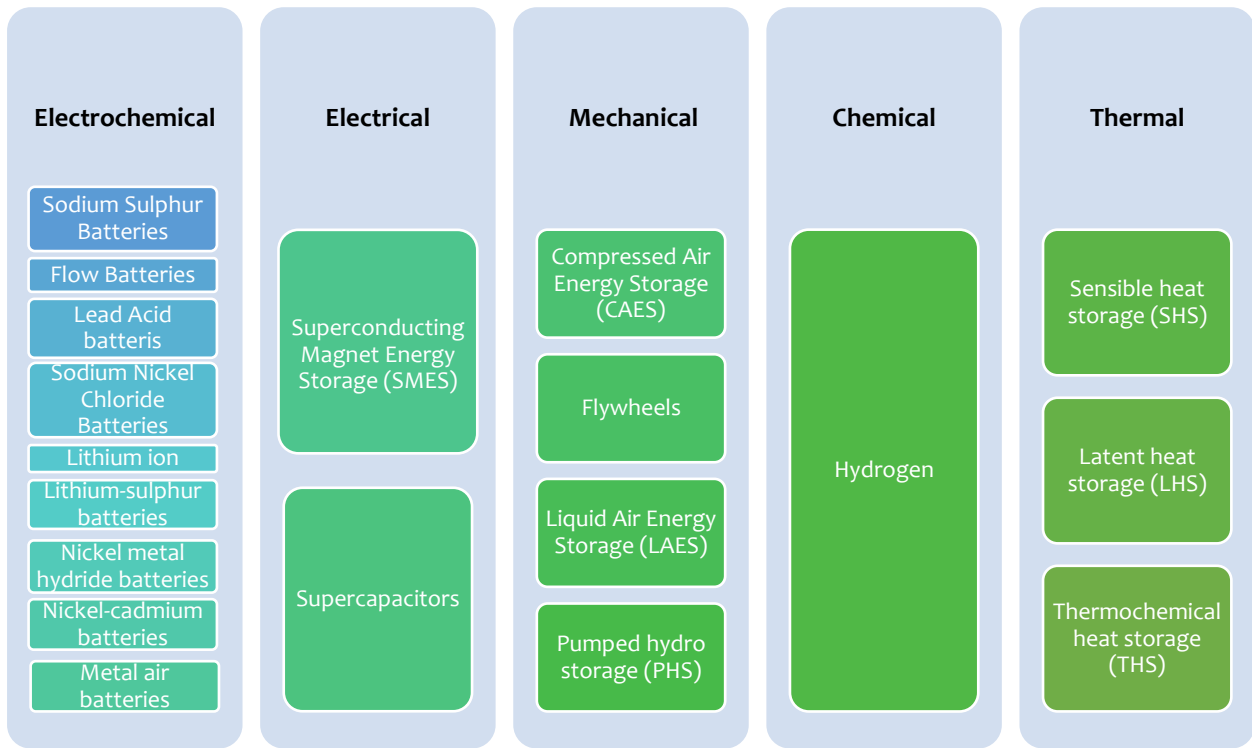 Electrochemical
Sodium Sulphur
Batteries
Flow Batteries
Lead Acid
batteris
Sodium Nickel
Chloride
Batteries
Lithium ion
Lithium-sulphur
batteries
Nickel metal
hydride batteries
Nickel-cadmium
batteries
Metal air
batteries
Electrical
Superconducting
Magnet Energy
Storage (SMES)
Supercapacitors
Mechanical
Compressed Air
Energy Storage
(CAES)
Flywheels
Liquid Air Energy
Storage (LAES)
Pumped hydro
storage (PHS)
Chemical
Hydrogen
Thermal
Sensible heat
storage (SHS)
Latent heat
storage (LHS)
Thermochemical
heat storage
(THS)